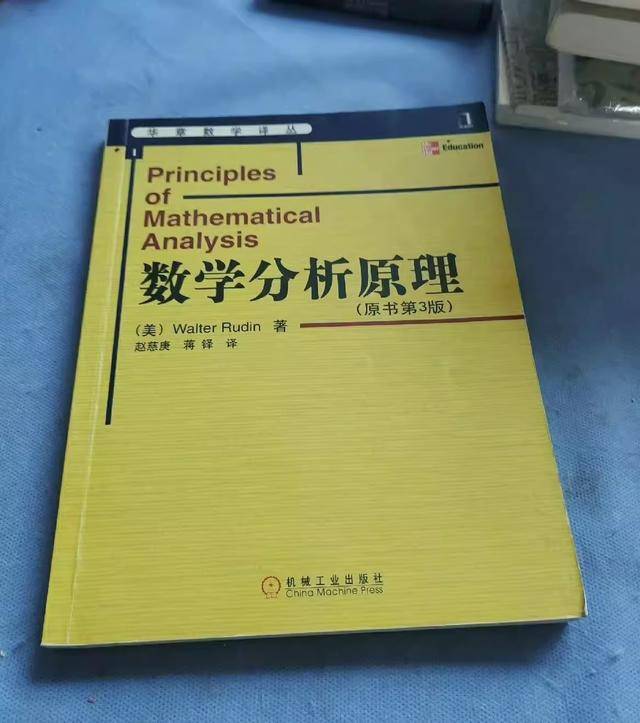 华章数学译丛
Education
Principles
of
Mathematical
Analysis
数学分析原理
(原书第3版)
(美) Walter Rudin 著
赵慈庚 蒋铎 译
机械工业出版社
China Machine Press